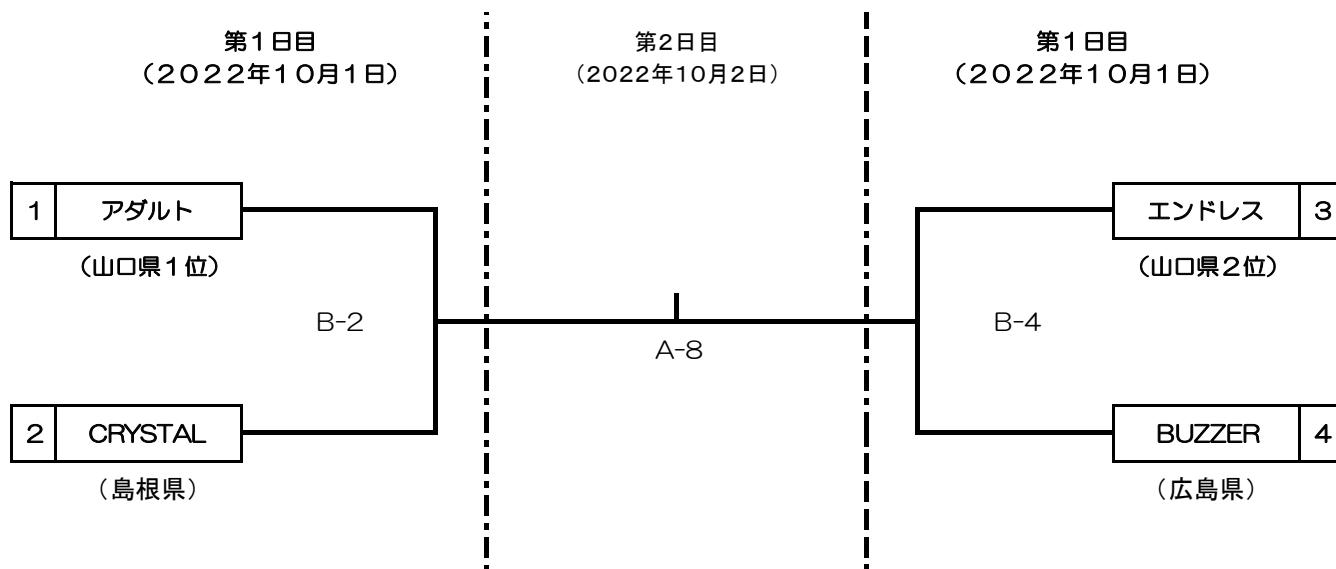 第１日目
（２０２２年１０月１日）
第2日目
（2022年10月2日）
第１日目
（２０２２年１０月１日）
1 アダルト
（山口県１位）
エンドレス 3
（山口県２位）
B-2
A-8
B-4
2 CRYSTAL
（島根県）
BUZZER 4
（広島県）